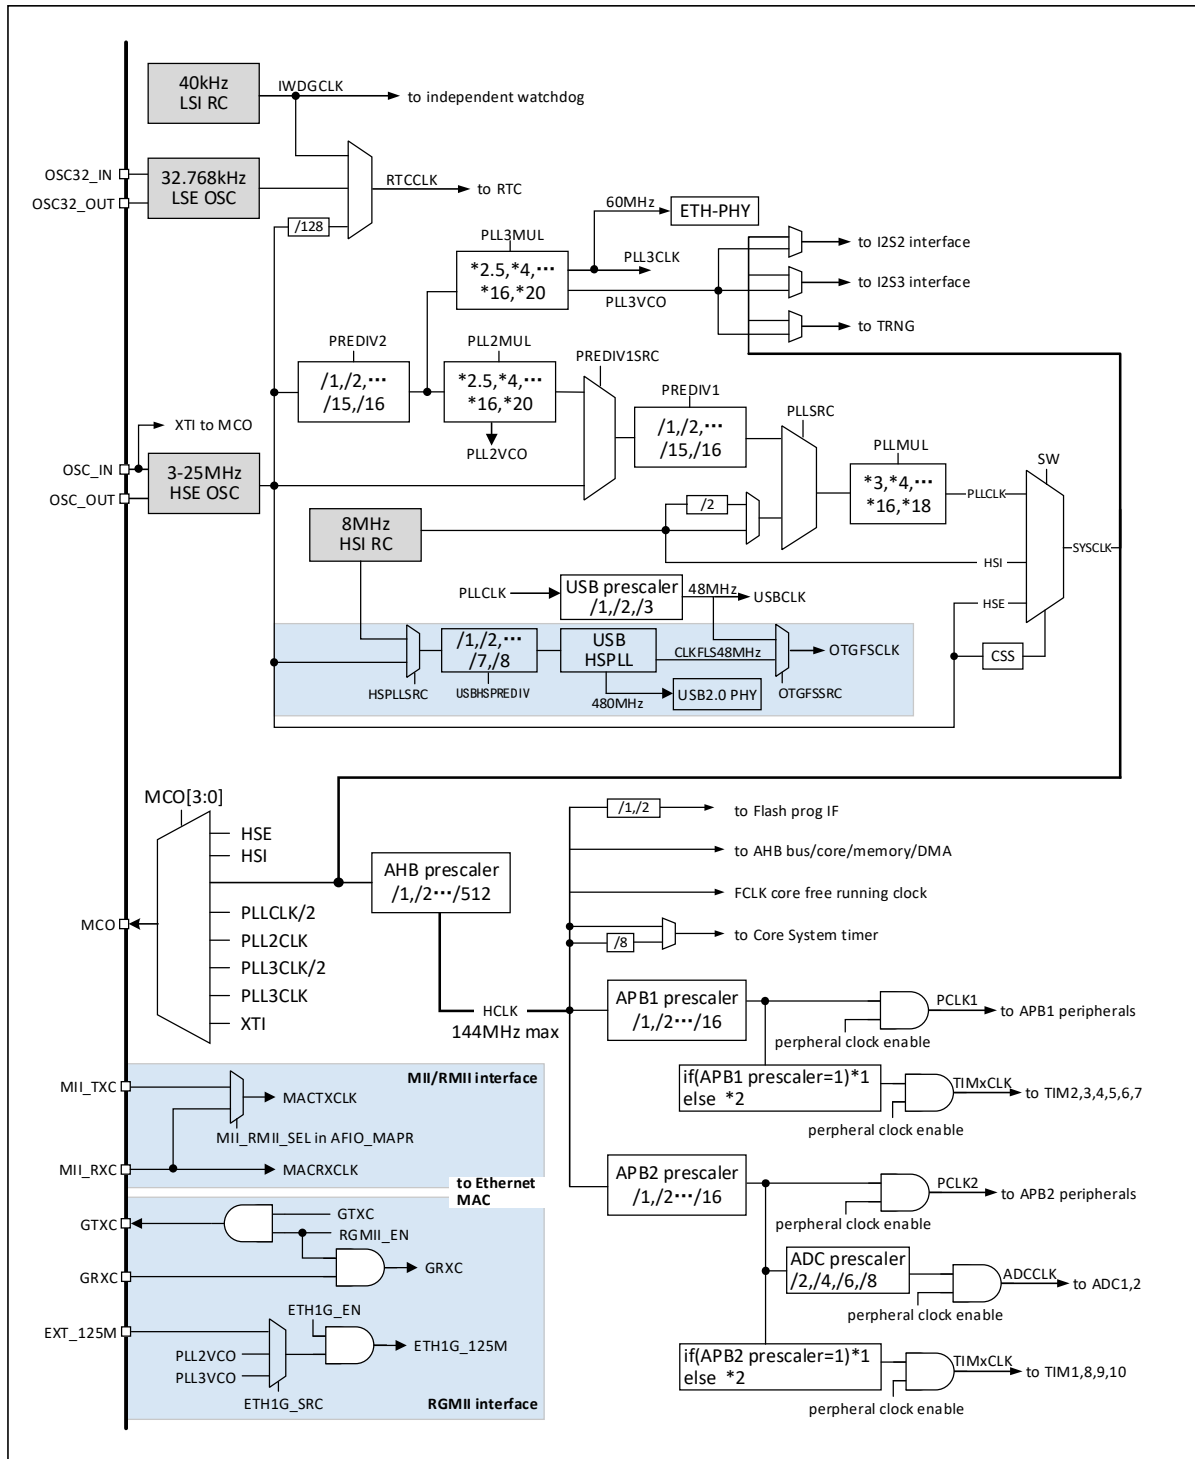 40kHz
LSI RC
IWDGCLK
to independent watchdog
OSC32_IN
OSC32_OUT
32.768kHz
LSE OSC
RTCCLK
to RTC
/128
60MHz
ETH-PHY
PLL3MUL
*2.5,*4,···
*16,*20
PLL3CLK
PLL3VCO
to I2S2 interface
to I2S3 interface
to TRNG
PREDIV2
/1,/2,···
/15,/16
PLL2MUL
*2.5,*4,···
*16,*20
PLL2VCO
PREDIV1SRC
PREDIV1
/1,/2,···
/15,/16
PLLSRC
PLLMUL
*3,*4,···
*16,*18
PLLCLK
SW
SYSCLK
XTI to MCO
OSC_IN
OSC_OUT
3-25MHz
HSE OSC
/2
8MHz
HSI RC
HSI
HSE
CSS
PLLCLK
USB prescaler
/1,/2,/3
48MHz
USBCLK
/1,/2,···
/7,/8
USB
HSPLL
CLKFLS48MHz
OTGFSCLK
HSPLLSRC
USBHSPREDIV
480MHz
USB2.0 PHY
OTGFSSRC
MCO[3:0]
HSE
HSI
PLLCLK/2
PLL2CLK
PLL3CLK/2
PLL3CLK
XTI
MCO
AHB prescaler
/1,/2···/512
HCLK
144MHz max
/1,/2
to Flash prog IF
to AHB bus/core/memory/DMA
FCLK core free running clock
/8
to Core System timer
APB1 prescaler
/1,/2···/16
PCLK1
to APB1 peripherals
perpheral clock enable
if(APB1 prescaler=1)*1
else *2
TIMxCLK
to TIM2,3,4,5,6,7
perpheral clock enable
APB2 prescaler
/1,/2···/16
PCLK2
to APB2 peripherals
perpheral clock enable
ADC prescaler
/2,/4,/6,/8
ADCCLK
to ADC1,2
perpheral clock enable
if(APB2 prescaler=1)*1
else *2
TIMxCLK
to TIM1,8,9,10
perpheral clock enable
MII_TXC
MII/RMII interface
MACTXCLK
MII_RMII_SEL in AFIO_MAPR
MII_RXC
MACRXCLK
to Ethernet
MAC
GTXC
GTXC
RGMII_EN
GRXC
GRXC
ETH1G_EN
EXT_125M
ETH1G_125M
PLL2VCO
PLL3VCO
ETH1G_SRC
RGMII interface